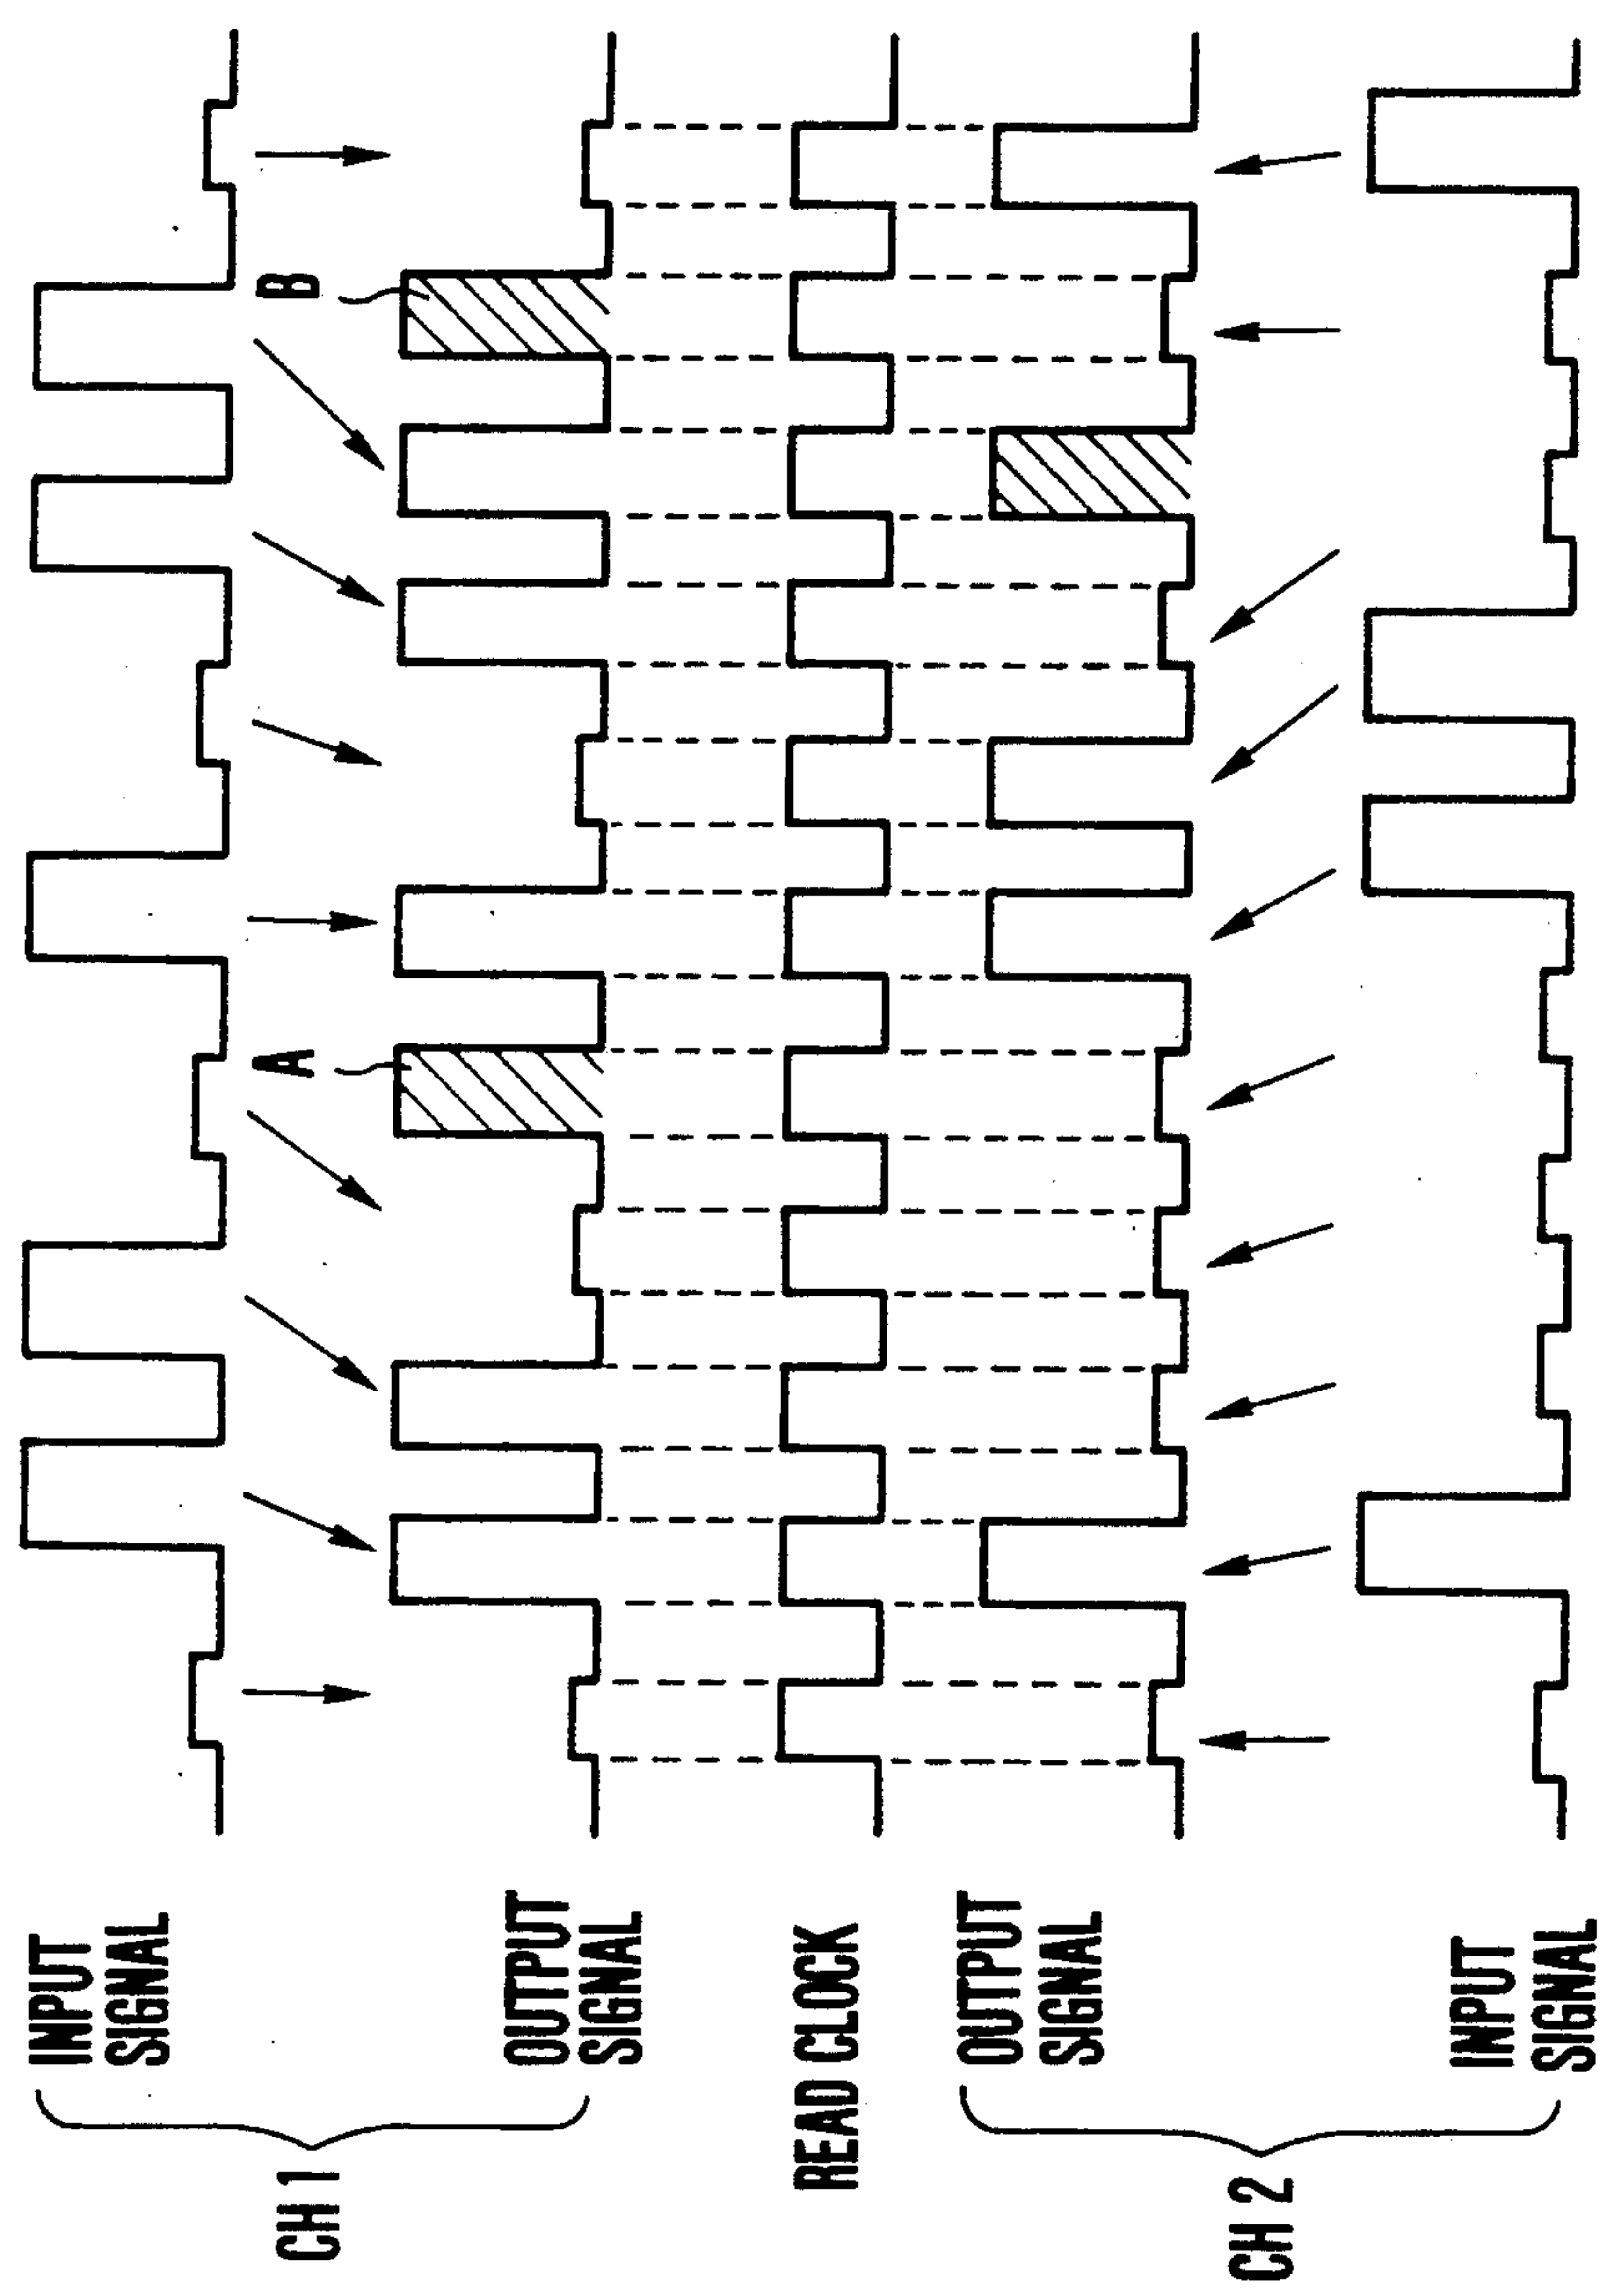 CH 1
INPUT
SIGNAL
OUTPUT
SIGNAL
A
B
READ CLOCK
CH 2
OUTPUT
SIGNAL
INPUT
SIGNAL